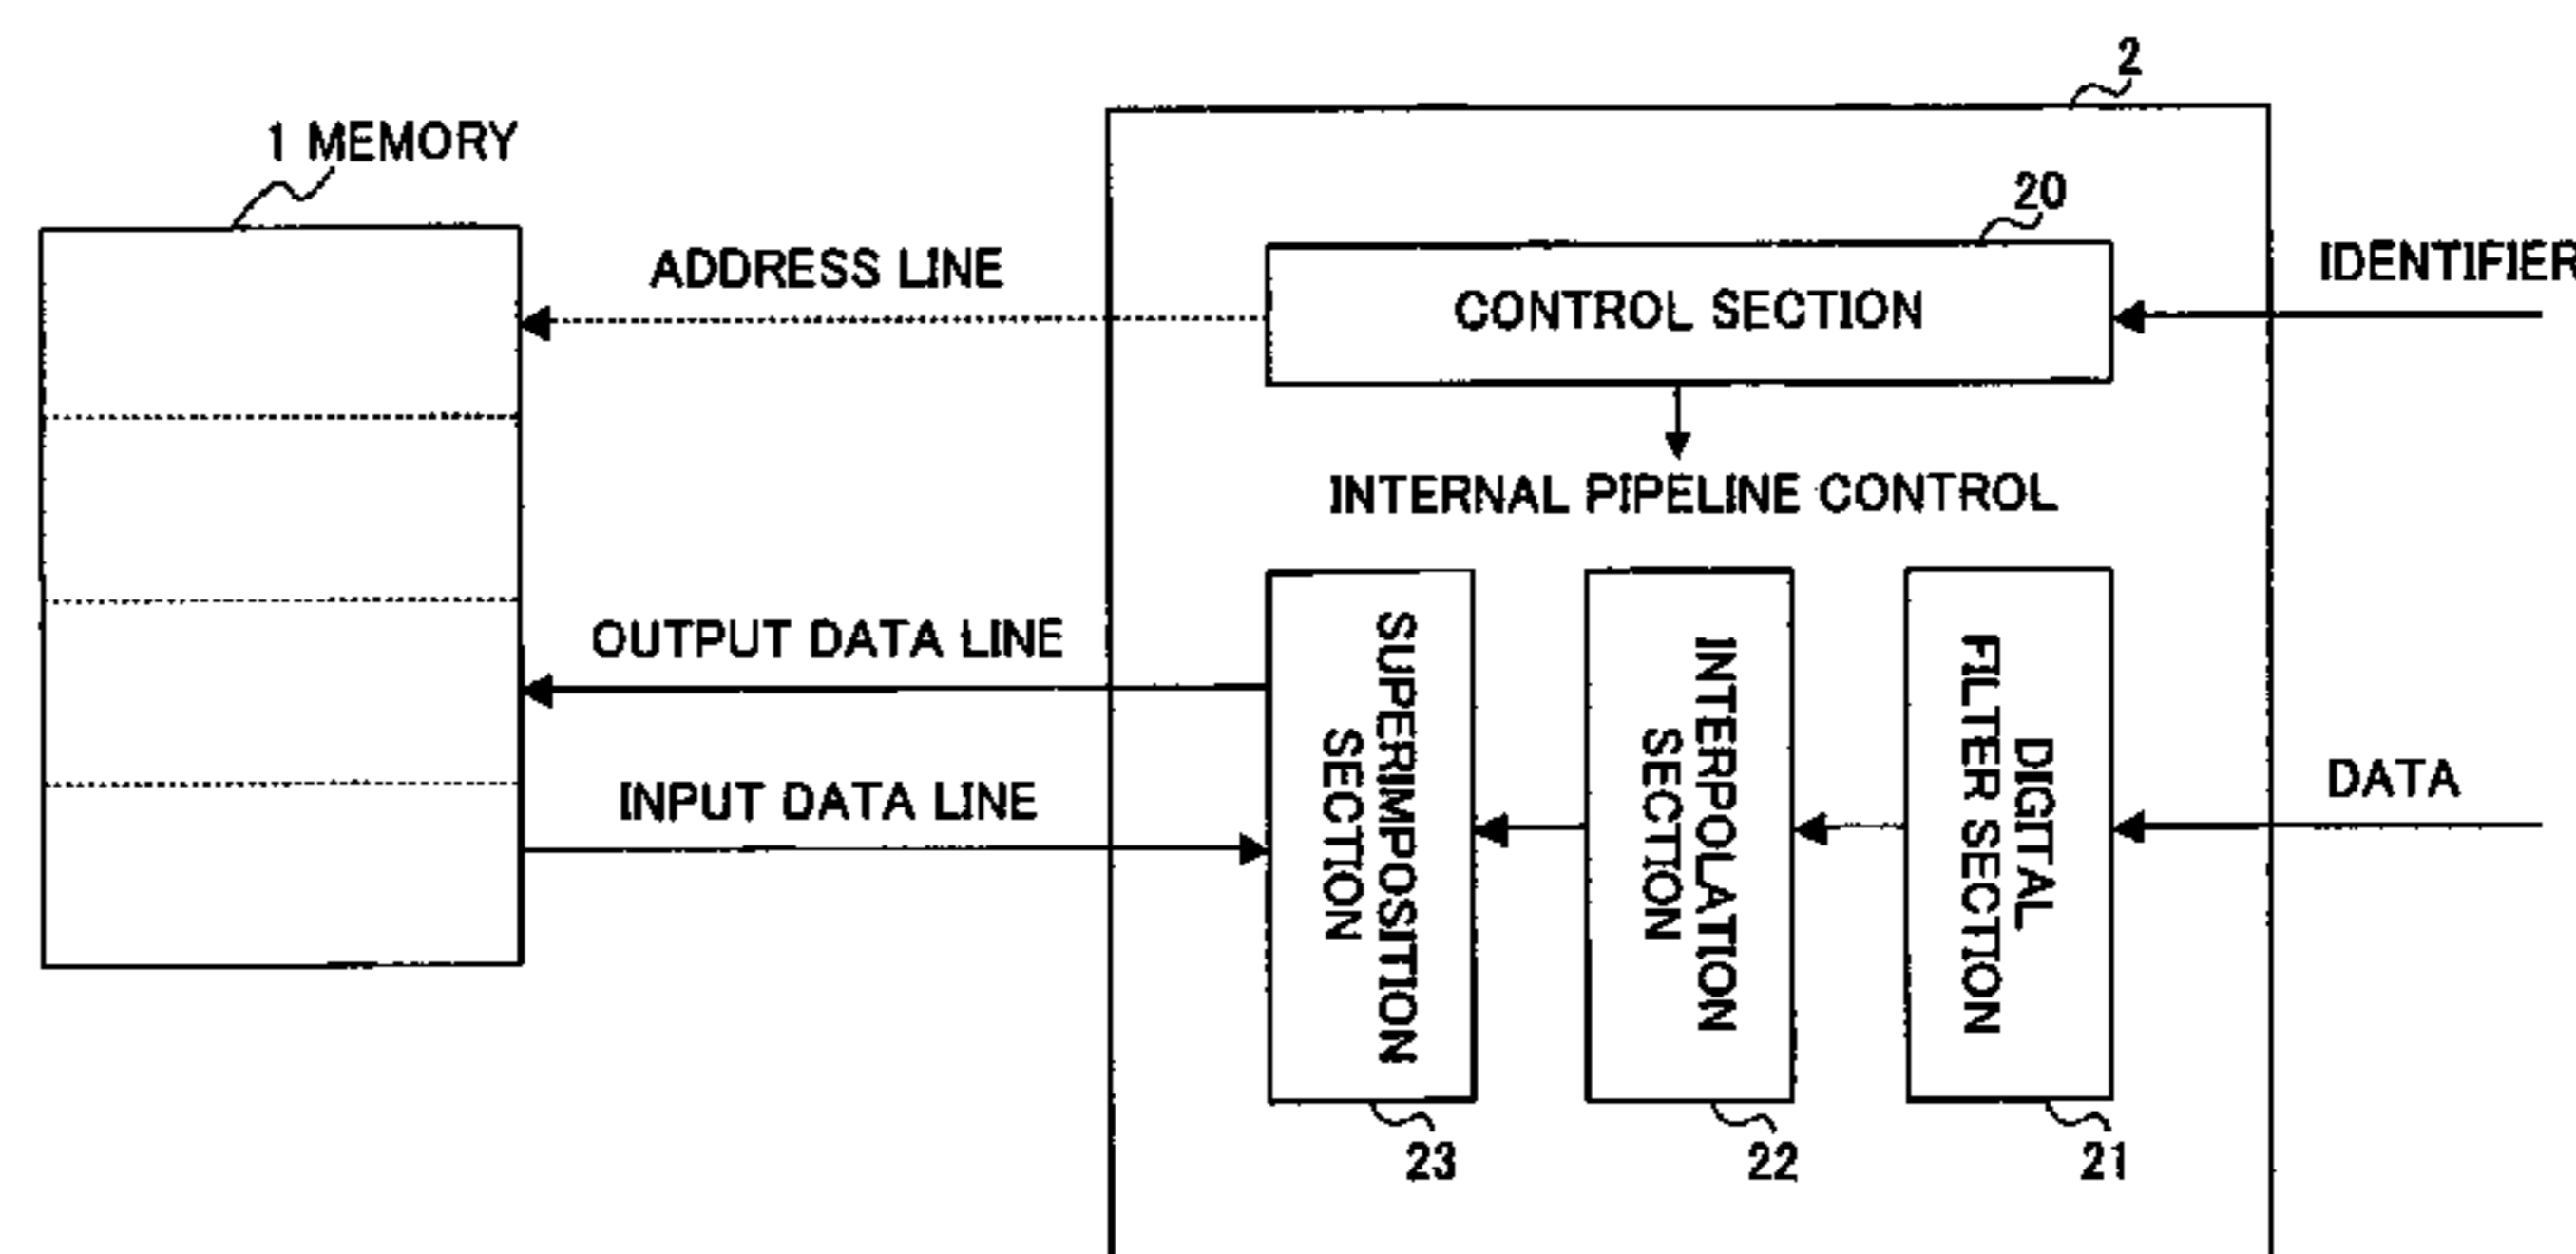 2
1 MEMORY
20
ADDRESS LINE
IDENTIFIER
CONTROL SECTION
INTERNAL PIPELINE CONTROL
OUTPUT DATA LINE
INPUT DATA LINE
SUPERIMPOSITION
SECTION
INTERPOLATION
SECTION
DIGITAL
FILTER SECTION
DATA
23
22
21